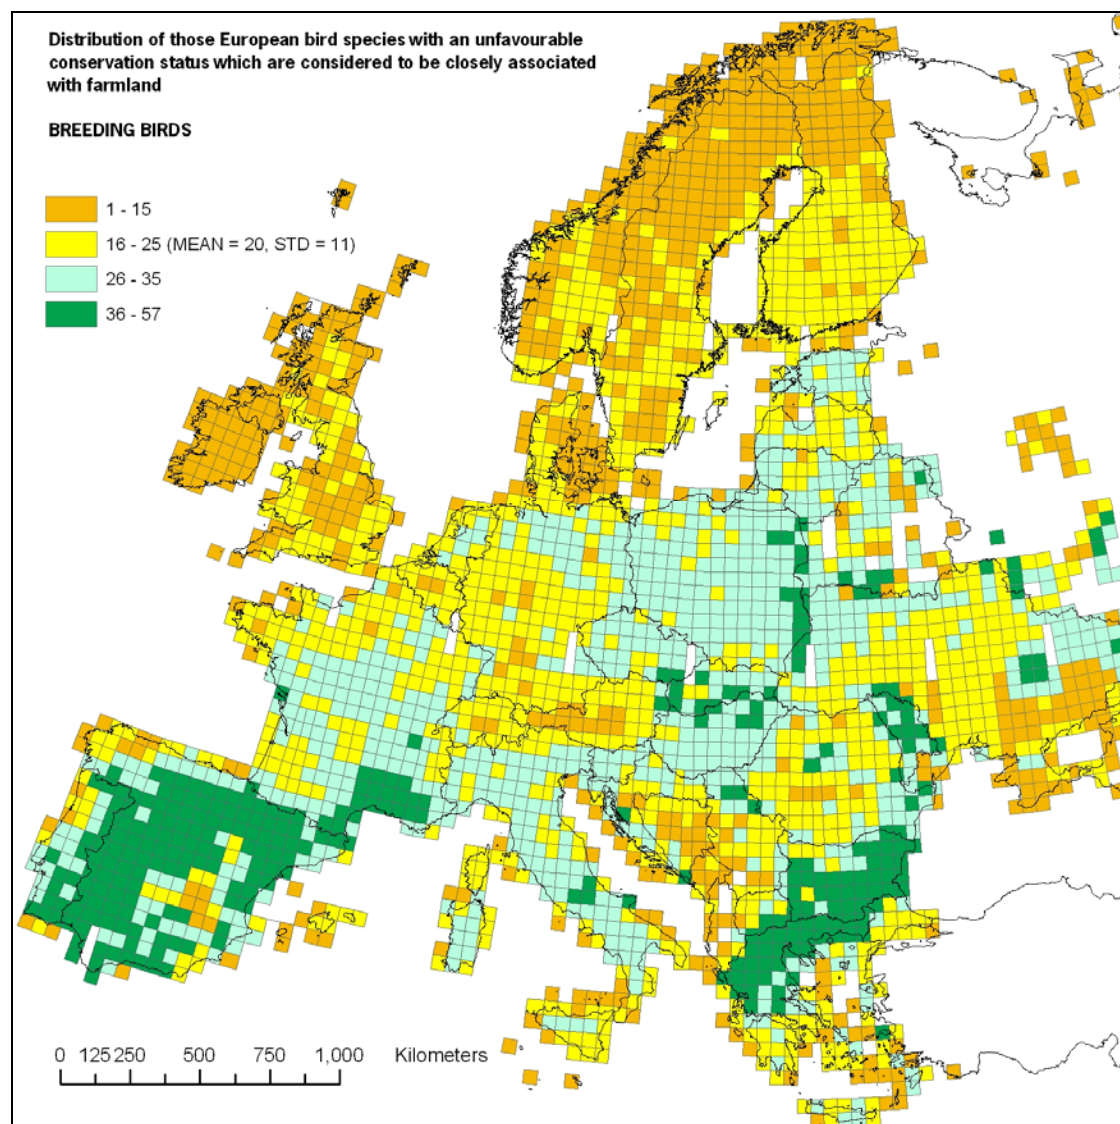 Distribution of those European bird species with an unfavourable
conservation status which are considered to be closely associated
with farmland
BREEDING BIRDS
1 - 15
16 - 25 (MEAN = 20, STD = 11)
26 - 35
36 - 57
0 125 250 500 750 1,000 Kilometers